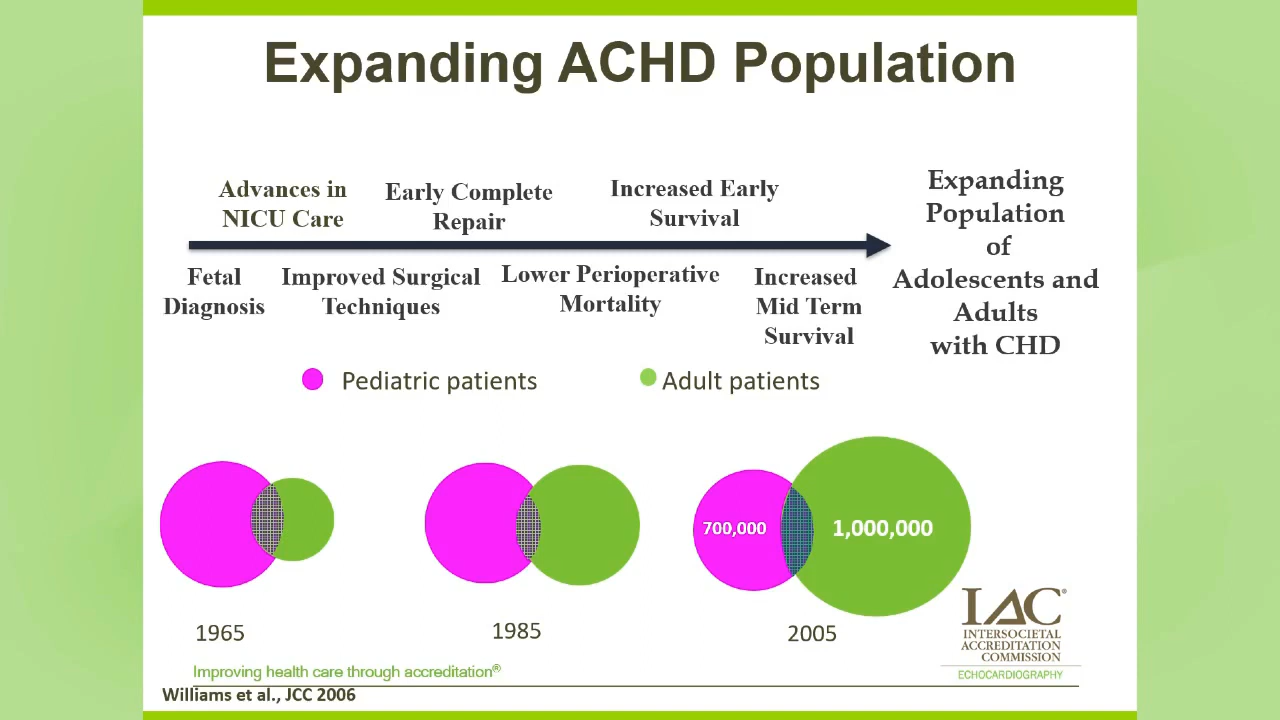 Expanding ACHD Population
Advances in
NICU Care
Early Complete
Repair
Increased Early
Survival
Fetal
Diagnosis
Improved Surgical
Techniques
Lower Perioperative
Mortality
Increased
Mid Term
Survival
Expanding
Population
of
Adolescents and
Adults
with CHD
Pediatric patients
Adult patients
700,000
1,000,000
1965
1985
2005
IAC®
INTERSOCIETAL
ACCREDITATION
COMMISSION
ECHOCARDIOGRAPHY
Improving health care through accreditation®
Williams et al., JCC 2006